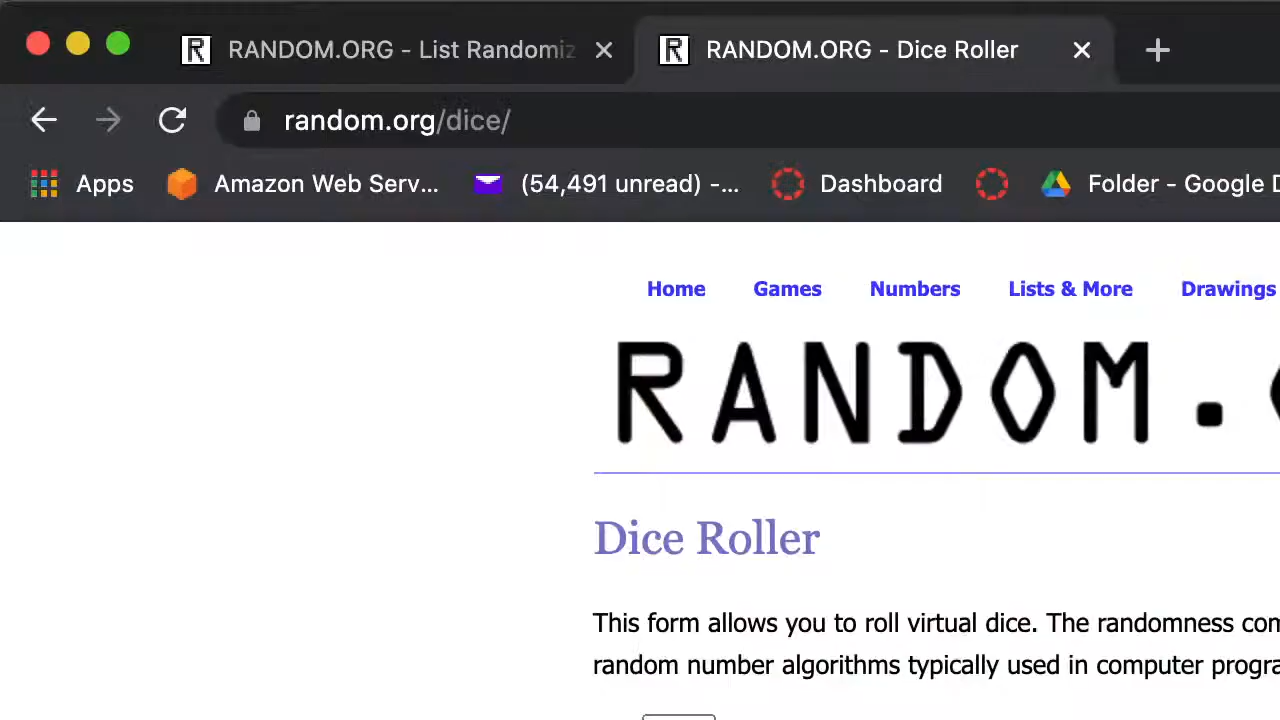 RANDOM.ORG - List Randomiz
RANDOM.ORG - Dice Roller
random.org/dice/
Apps
Amazon Web Serv...
(54,491 unread) -...
Dashboard
Folder - Google D
Home
Games
Numbers
Lists & More
Drawings
RANDOM.
Dice Roller
This form allows you to roll virtual dice. The randomness com
random number algorithms typically used in computer progra